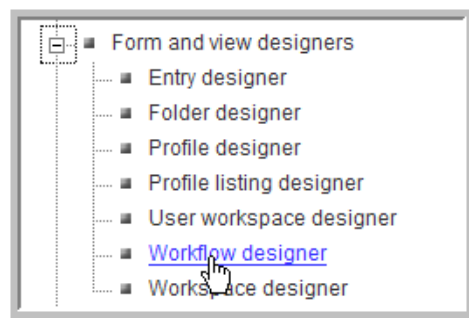 Form and view designers
Entry designer
Folder designer
Profile designer
Profile listing designer
User workspace designer
Workflow designer
Workspace designer